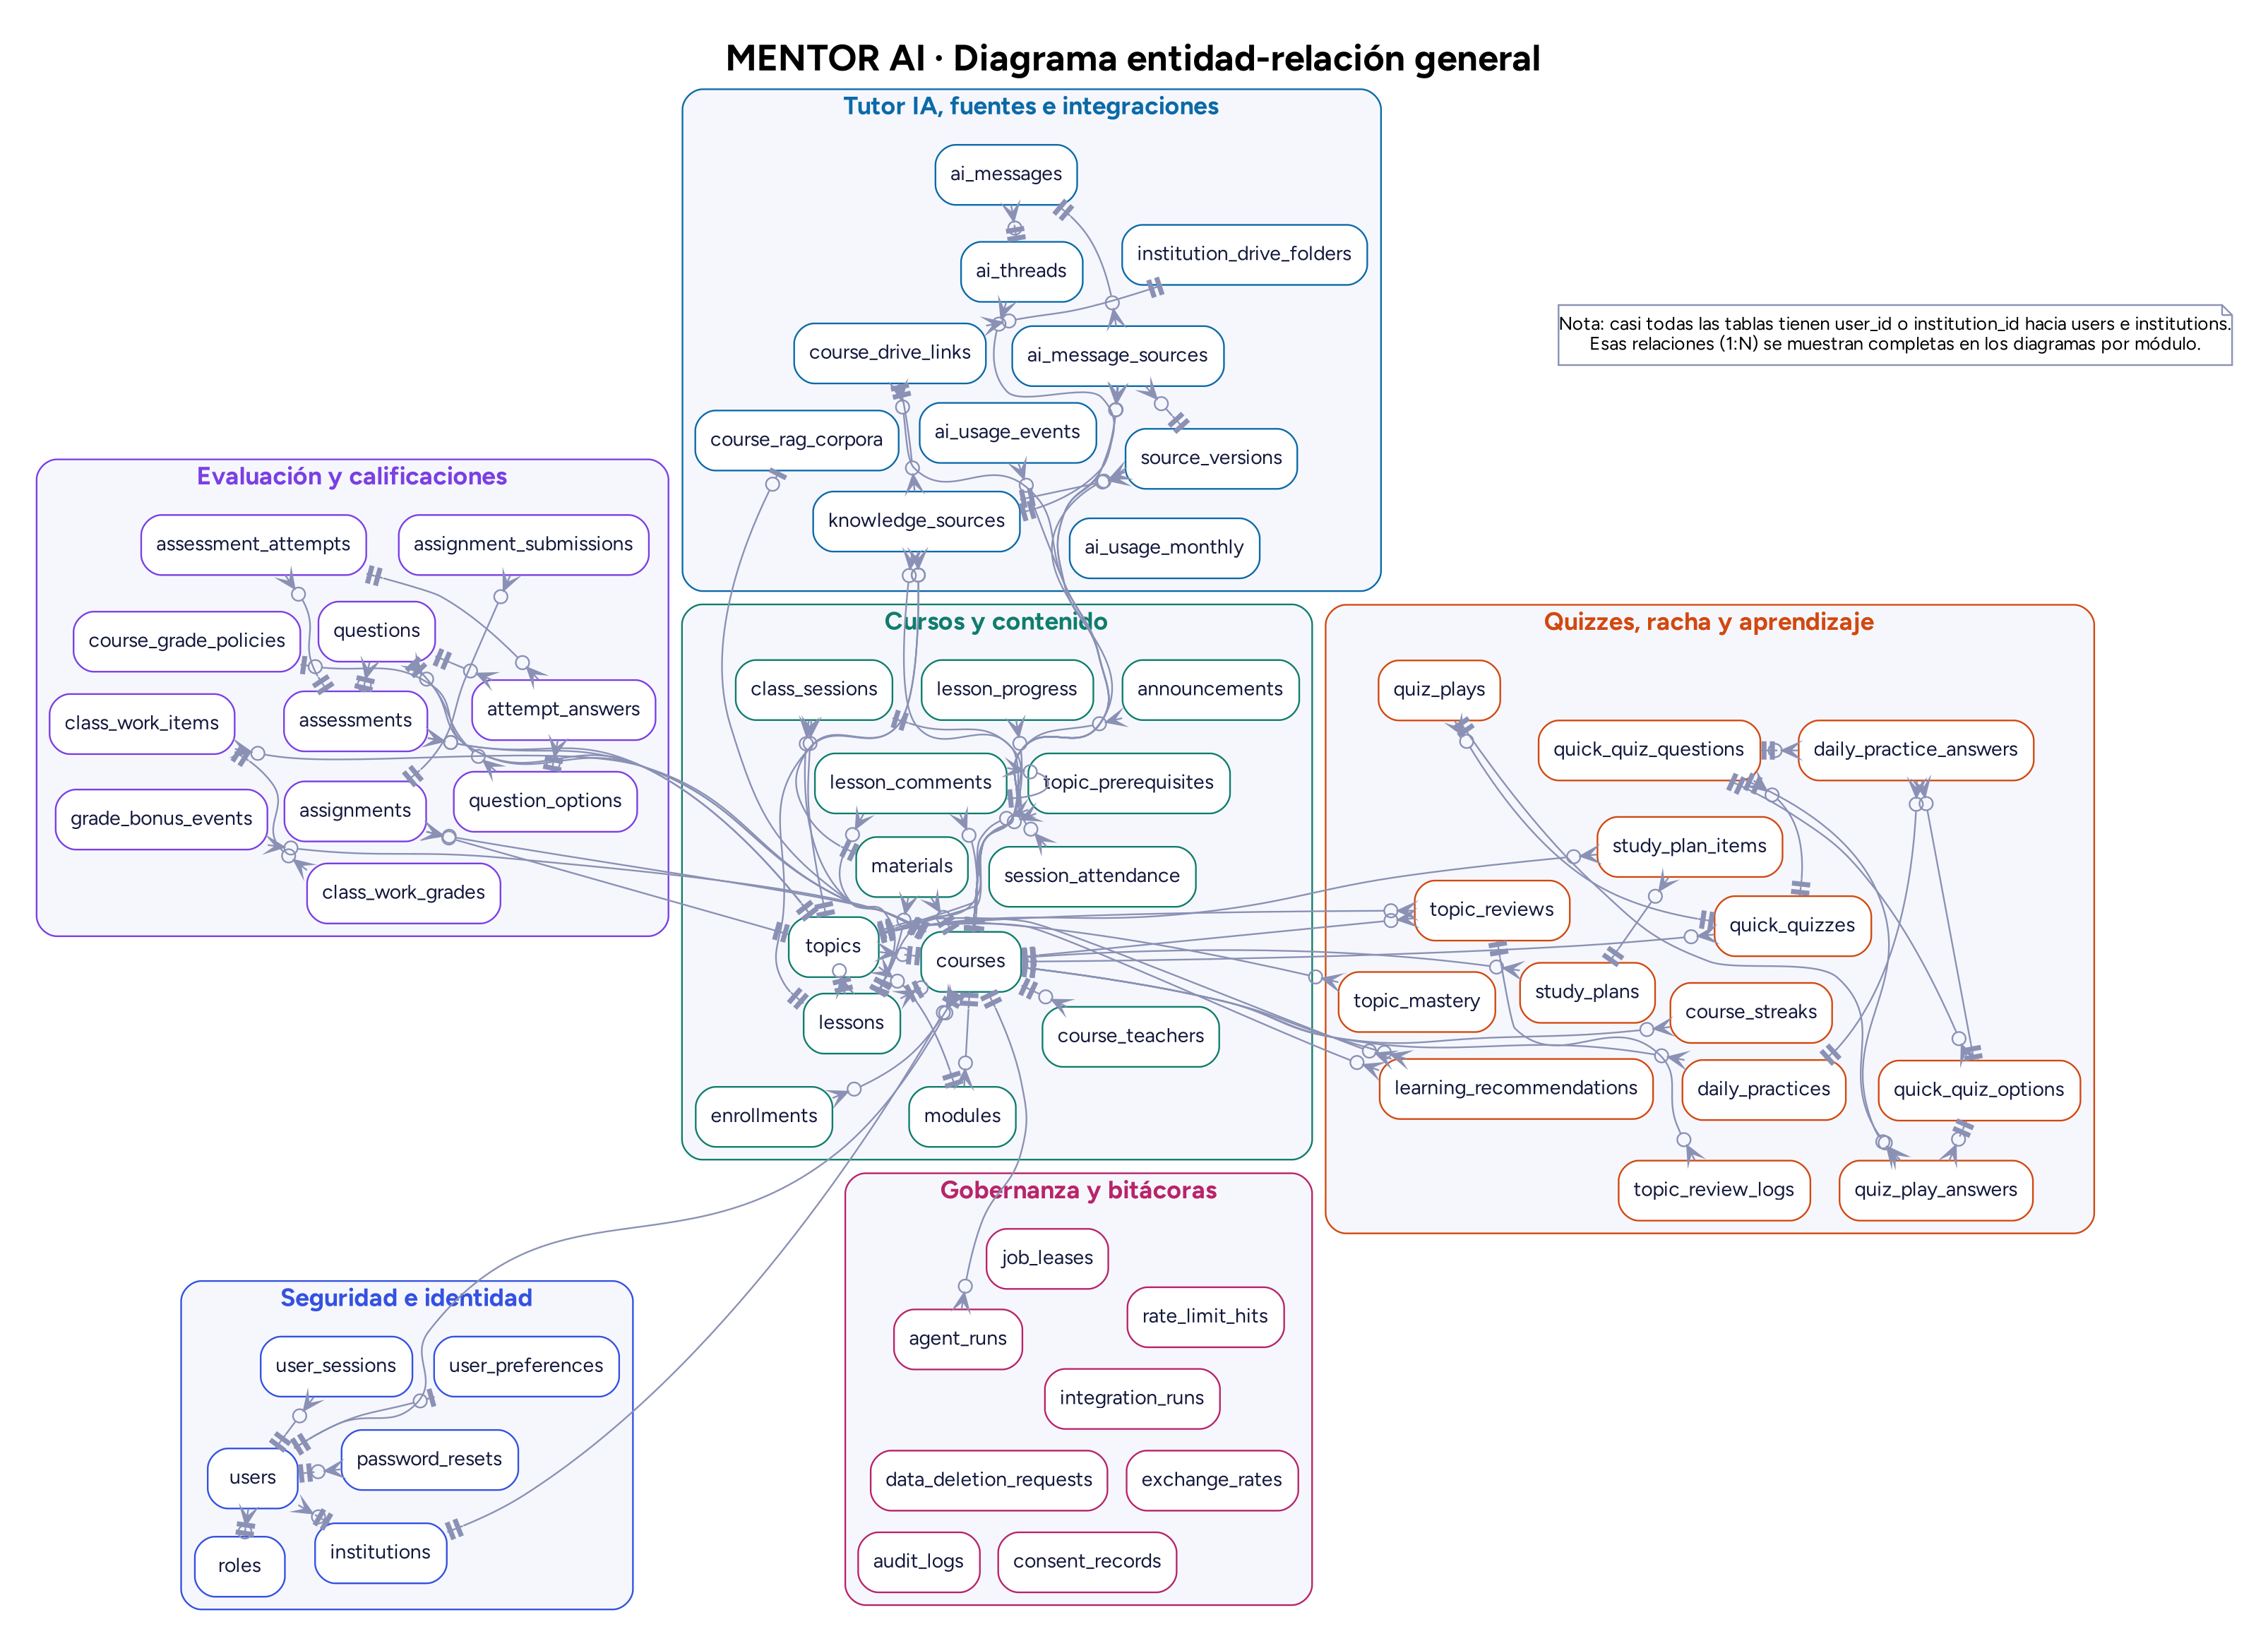 MENTOR AI · Diagrama entidad-relación general
Tutor IA, fuentes e integraciones
ai_messages
institution_drive_folders
ai_threads
course_drive_links
ai_message_sources
course_rag_corpora
ai_usage_events
source_versions
knowledge_sources
ai_usage_monthly
Nota: casi todas las tablas tienen user_id o institution_id hacia users e institutions.
Esas relaciones (1:N) se muestran completas en los diagramas por módulo.
Evaluación y calificaciones
assessment_attempts
assignment_submissions
course_grade_policies
questions
class_work_items
assessments
attempt_answers
grade_bonus_events
assignments
question_options
class_work_grades
Cursos y contenido
class_sessions
lesson_progress
announcements
lesson_comments
topic_prerequisites
materials
session_attendance
topics
courses
lessons
course_teachers
enrollments
modules
Quizzes, racha y aprendizaje
quiz_plays
quick_quiz_questions
daily_practice_answers
study_plan_items
topic_reviews
quick_quizzes
topic_mastery
study_plans
course_streaks
learning_recommendations
daily_practices
quick_quiz_options
topic_review_logs
quiz_play_answers
Gobernanza y bitácoras
job_leases
rate_limit_hits
agent_runs
integration_runs
data_deletion_requests
exchange_rates
audit_logs
consent_records
Seguridad e identidad
user_sessions
user_preferences
password_resets
users
institutions
roles